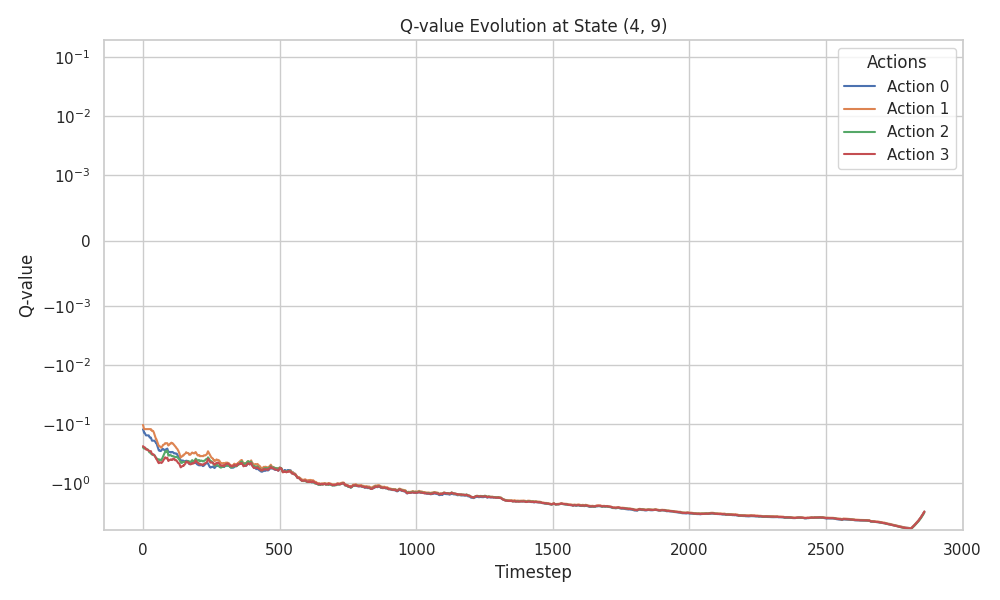 Q-value Evolution at State (4, 9)
Actions
Action 0
Action 1
Action 2
Action 3
Q-value
10⁻¹
10⁻²
10⁻³
0
−10⁻³
−10⁻²
−10⁻¹
−10⁰
0 500 1000 1500 2000 2500 3000
Timestep